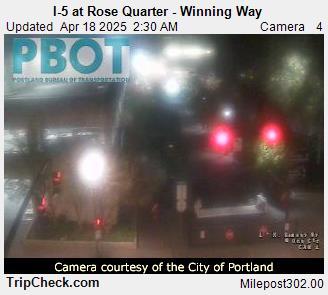 I-5 at Rose Quarter - Winning Way
Updated Apr 18 2025 2:30 AM Camera 4
PBOT
PORTLAND BUREAU OF TRANSPORTATION
Camera courtesy of the City of Portland
TripCheck.com Milepost302.00